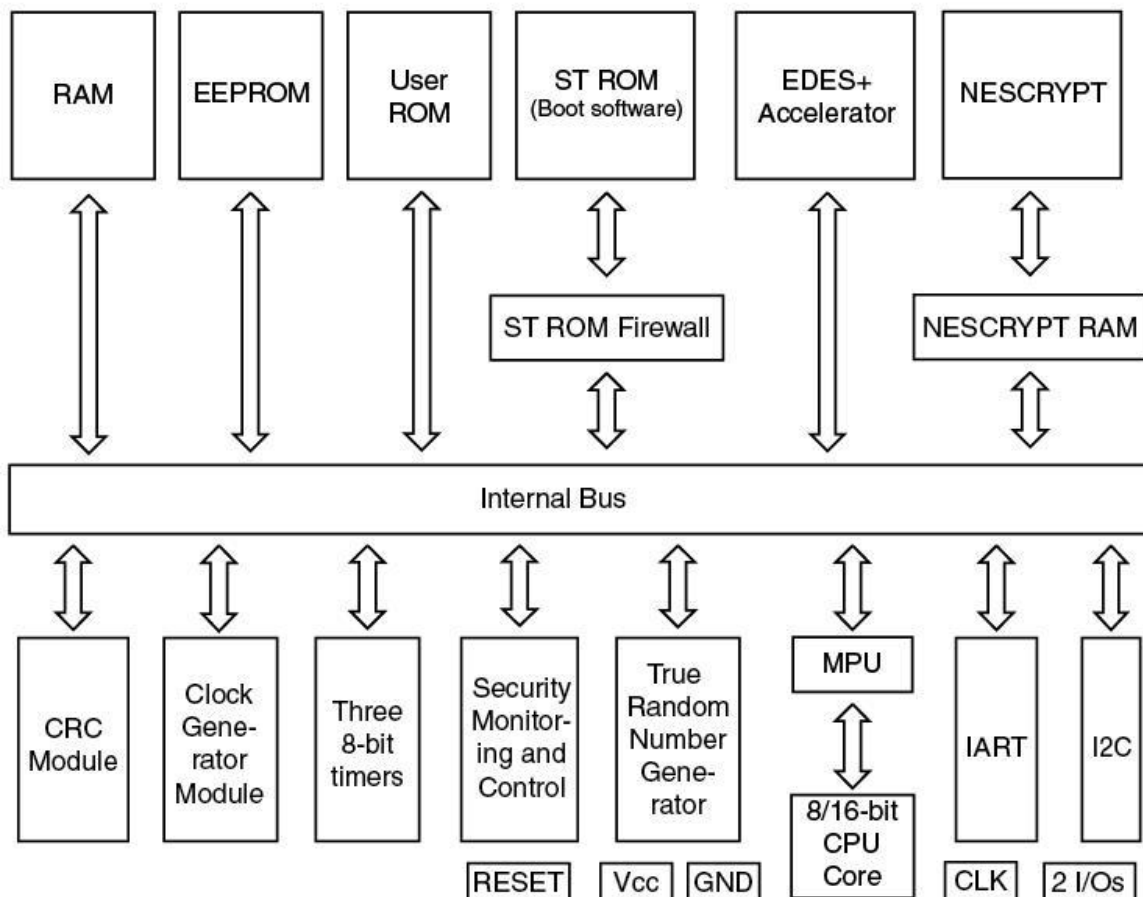 RAM
EEPROM
User
ROM
ST ROM
(Boot software)
EDES+
Accelerator
NESCRYPT
ST ROM Firewall
NESCRYPT RAM
Internal Bus
CRC
Module
Clock
Gene-
rator
Module
Three
8-bit
timers
Security
Monitor-
ing and
Control
True
Random
Number
Gene-
rator
MPU
8/16-bit
CPU
Core
IART
I2C
RESET
Vcc
GND
CLK
2 I/Os